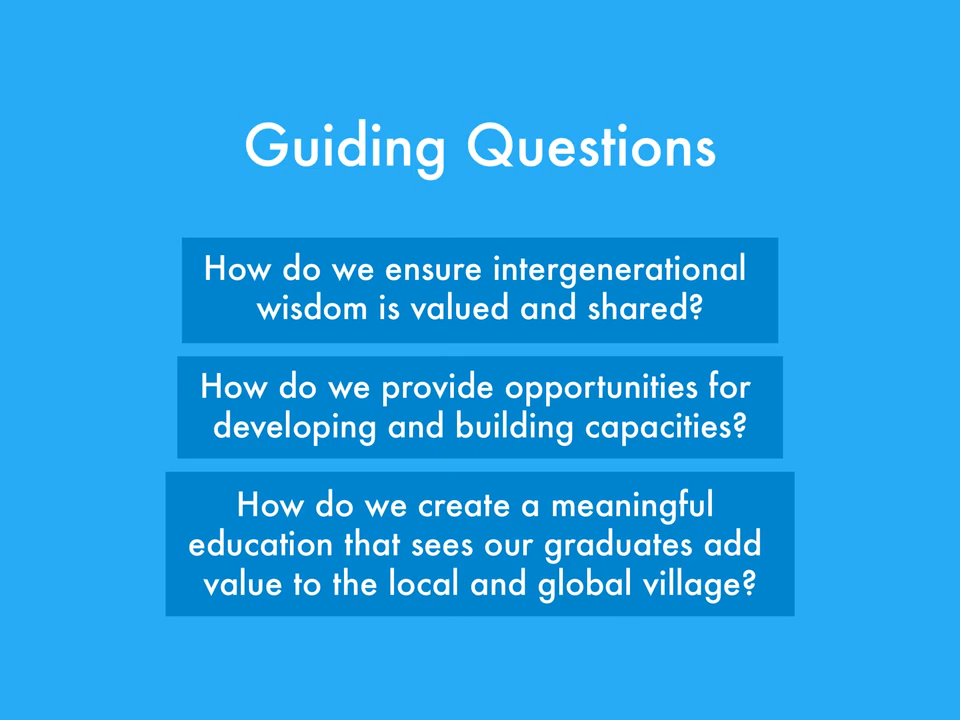 Guiding Questions
How do we ensure intergenerational
wisdom is valued and shared?
How do we provide opportunities for
developing and building capacities?
How do we create a meaningful
education that sees our graduates add
value to the local and global village?